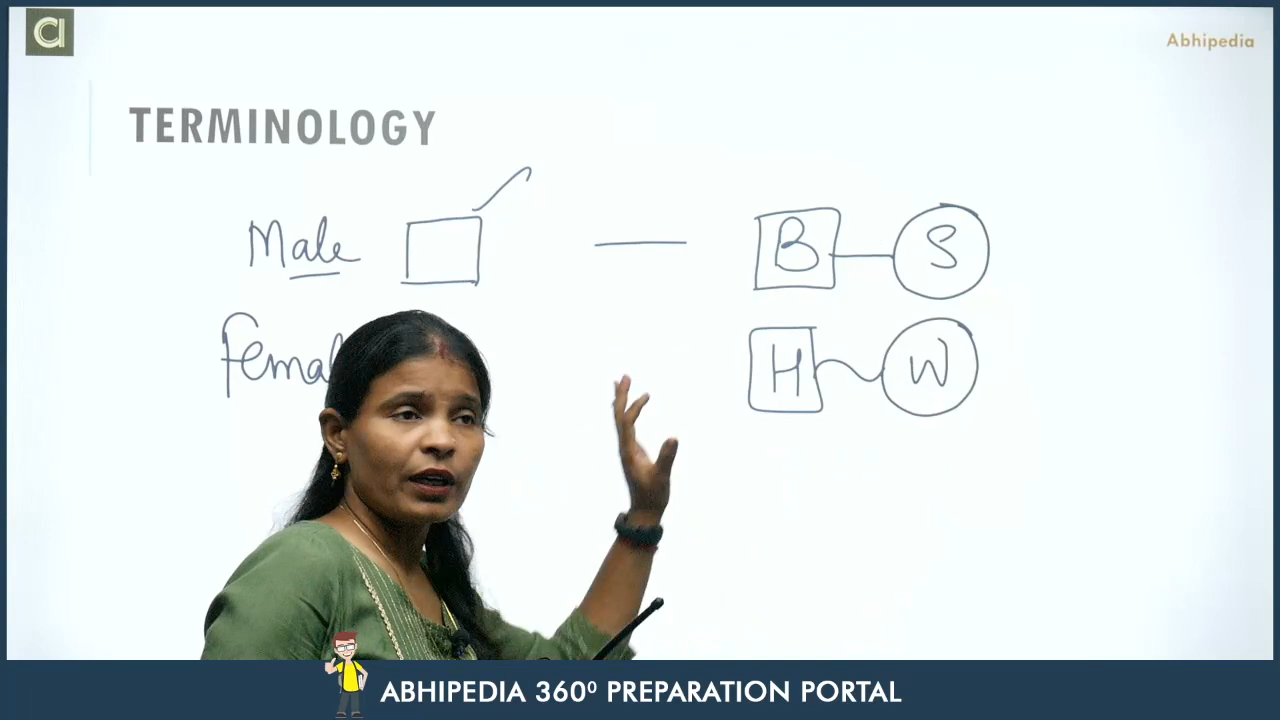 Abhipedia
TERMINOLOGY
Male
B
S
H
W
ABHIPEDIA 360⁰ PREPARATION PORTAL